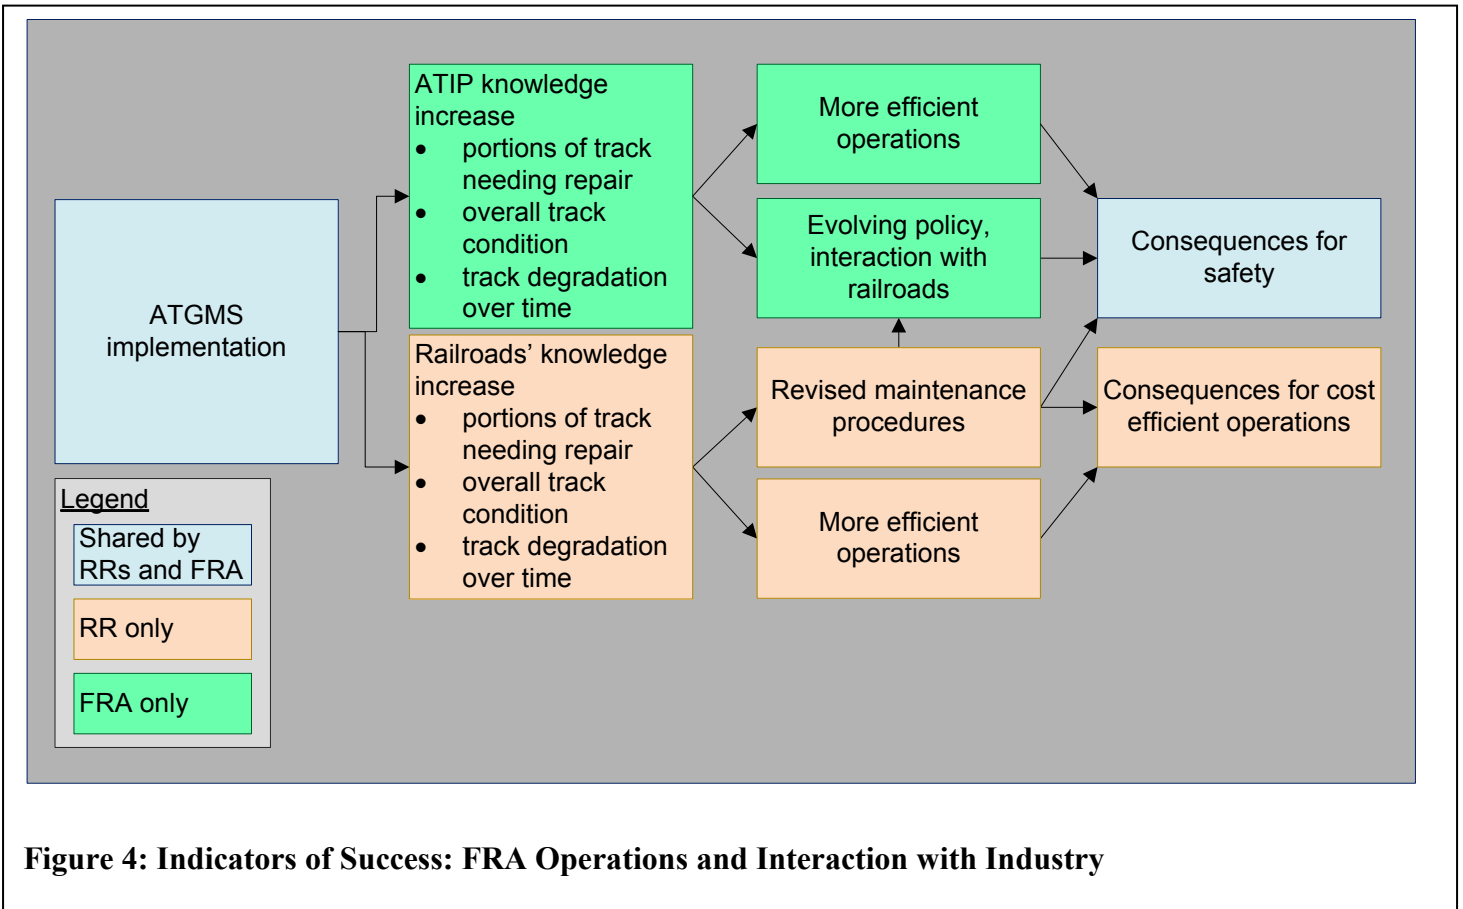 ATGMS
implementation
ATIP knowledge
increase
• portions of track
needing repair
• overall track
condition
• track degradation
over time
Railroads’ knowledge
increase
• portions of track
needing repair
• overall track
condition
• track degradation
over time
More efficient
operations
Evolving policy,
interaction with
railroads
Revised maintenance
procedures
More efficient
operations
Consequences for
safety
Consequences for cost
efficient operations
Legend
Shared by
RRs and FRA
RR only
FRA only
Figure 4: Indicators of Success: FRA Operations and Interaction with Industry